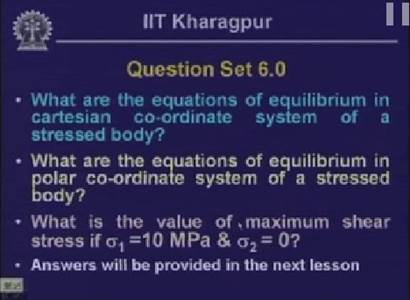 IIT Kharagpur
Question Set 6.0
• What are the equations of equilibrium in
cartesian co-ordinate system of a
stressed body?
• What are the equations of equilibrium in
polar co-ordinate system of a stressed
body?
• What is the value of maximum shear
stress if σ₁ =10 MPa & σ₂ = 0?
• Answers will be provided in the next lesson